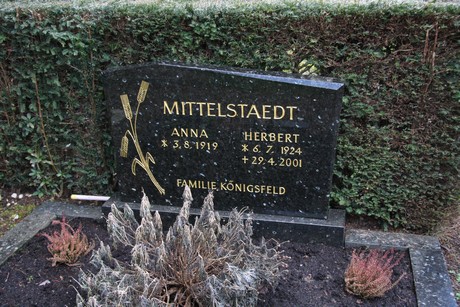 MITTELSTAEDT
ANNA HERBERT
* 3.8.1919 * 6.7.1924
+ 29.4.2001
FAMILIE KÖNIGSFELD